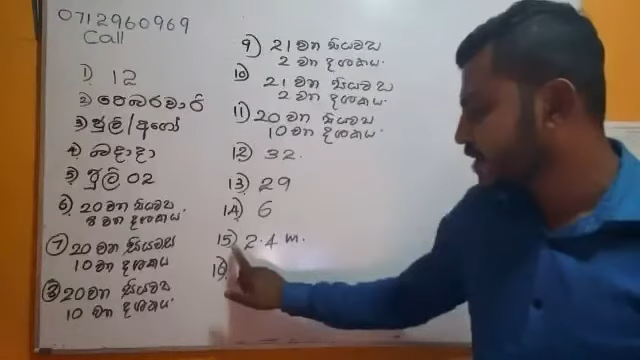 0712960969
Call
1) 12
2) පෙබරවාරි
3) ජුලි/අගෝ
4) බදාදා
5) ජුලි 02
6) 20 වන සියවස
8 වන දශකය.
7) 20 වන සියවස
10 වන දශකය
8) 20 වන සියවස
10 වන දශකය.
9) 21 වන සියවස
2 වන දශකය.
10) 21 වන සියවස
2 වන දශකය.
11) 20 වන සියවස
10 වන දශකය.
12) 32.
13) 29
14) 6
15) 2.4 m.
16)